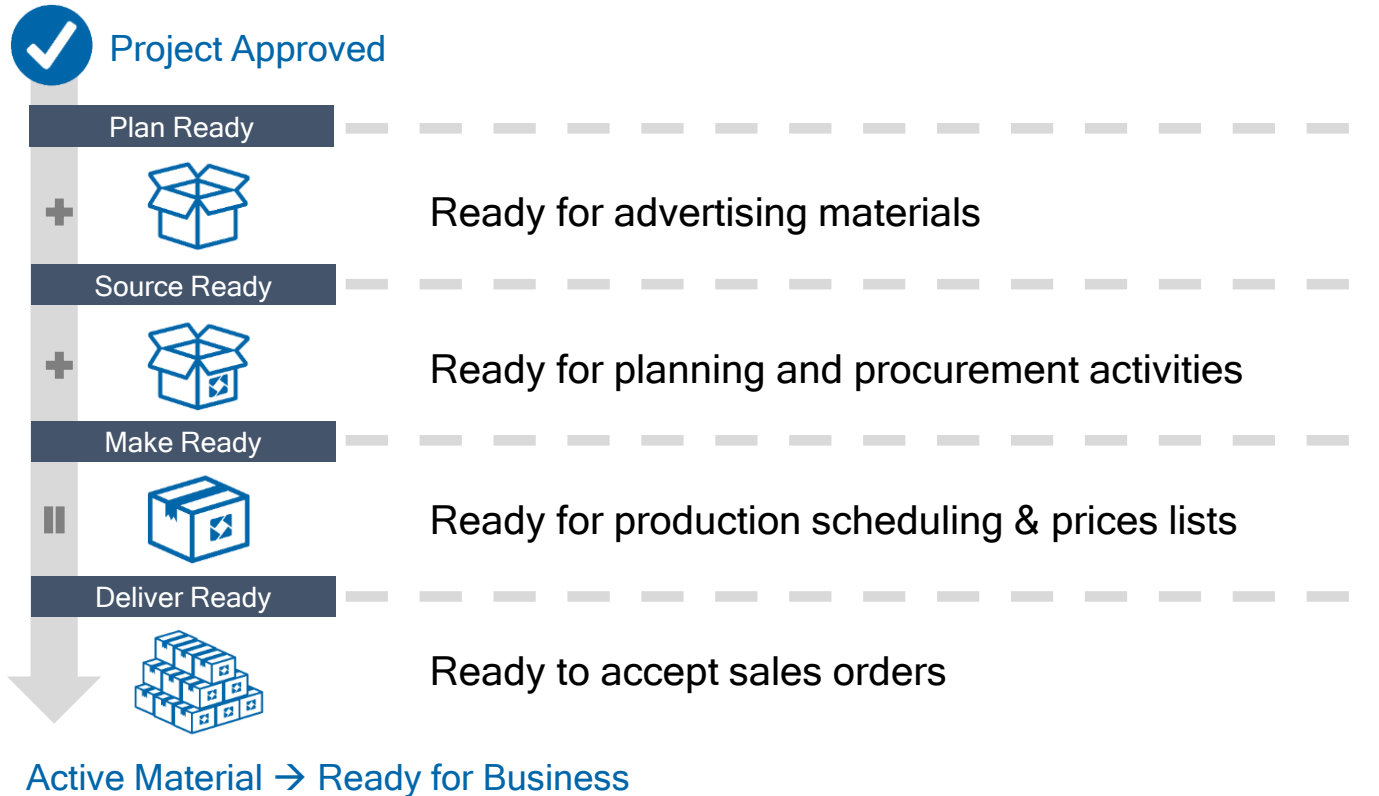 Project Approved
Plan Ready
Ready for advertising materials
Source Ready
Ready for planning and procurement activities
Make Ready
Ready for production scheduling & prices lists
Deliver Ready
Ready to accept sales orders
Active Material → Ready for Business